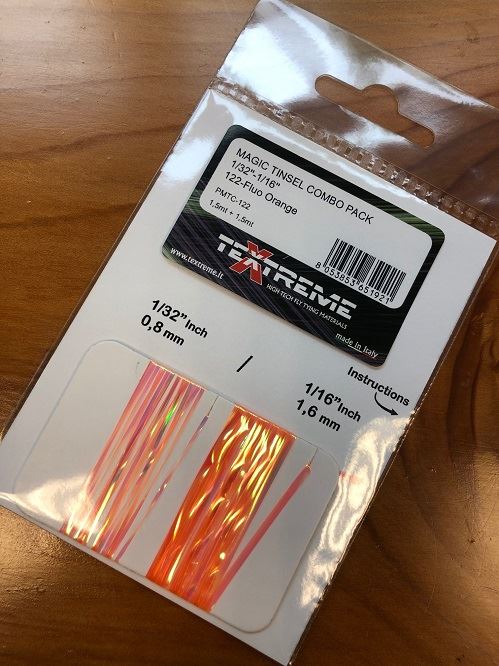 MAGIC TINSEL COMBO PACK
1/32"-1/16"
122-Fluo Orange
PMTC-122
1,5mt + 1,5mt
8 053853 651921
TEXTREME
HIGH TECH FLY TYING MATERIALS
www.textreme.it
made in Italy
1/32”Inch
0,8 mm
/
1/16”Inch
1,6 mm
Instructions